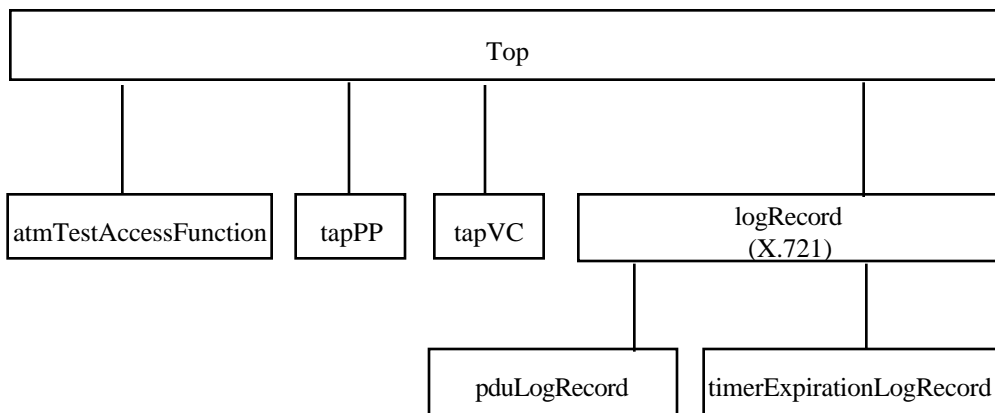 Top
atmTestAccessFunction
tapPP
tapVC
logRecord
(X.721)
pduLogRecord
timerExpirationLogRecord